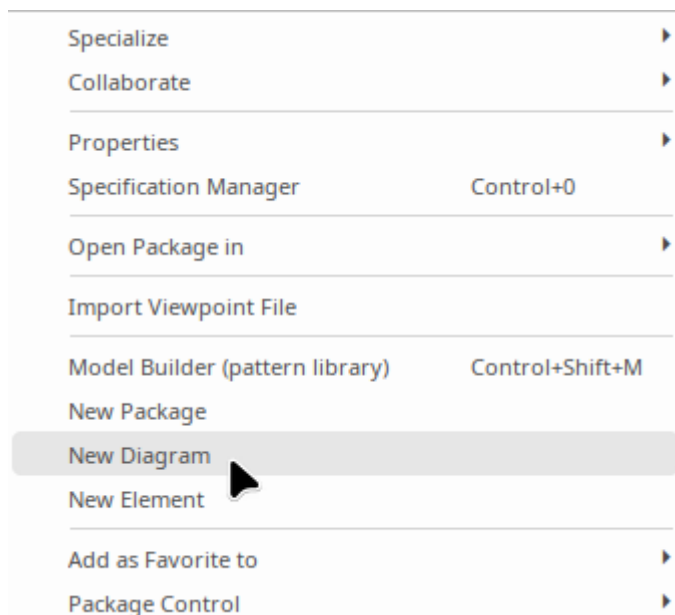 Specialize
Collaborate
Properties
Specification Manager Control+0
Open Package in
Import Viewpoint File
Model Builder (pattern library) Control+Shift+M
New Package
New Diagram
New Element
Add as Favorite to
Package Control